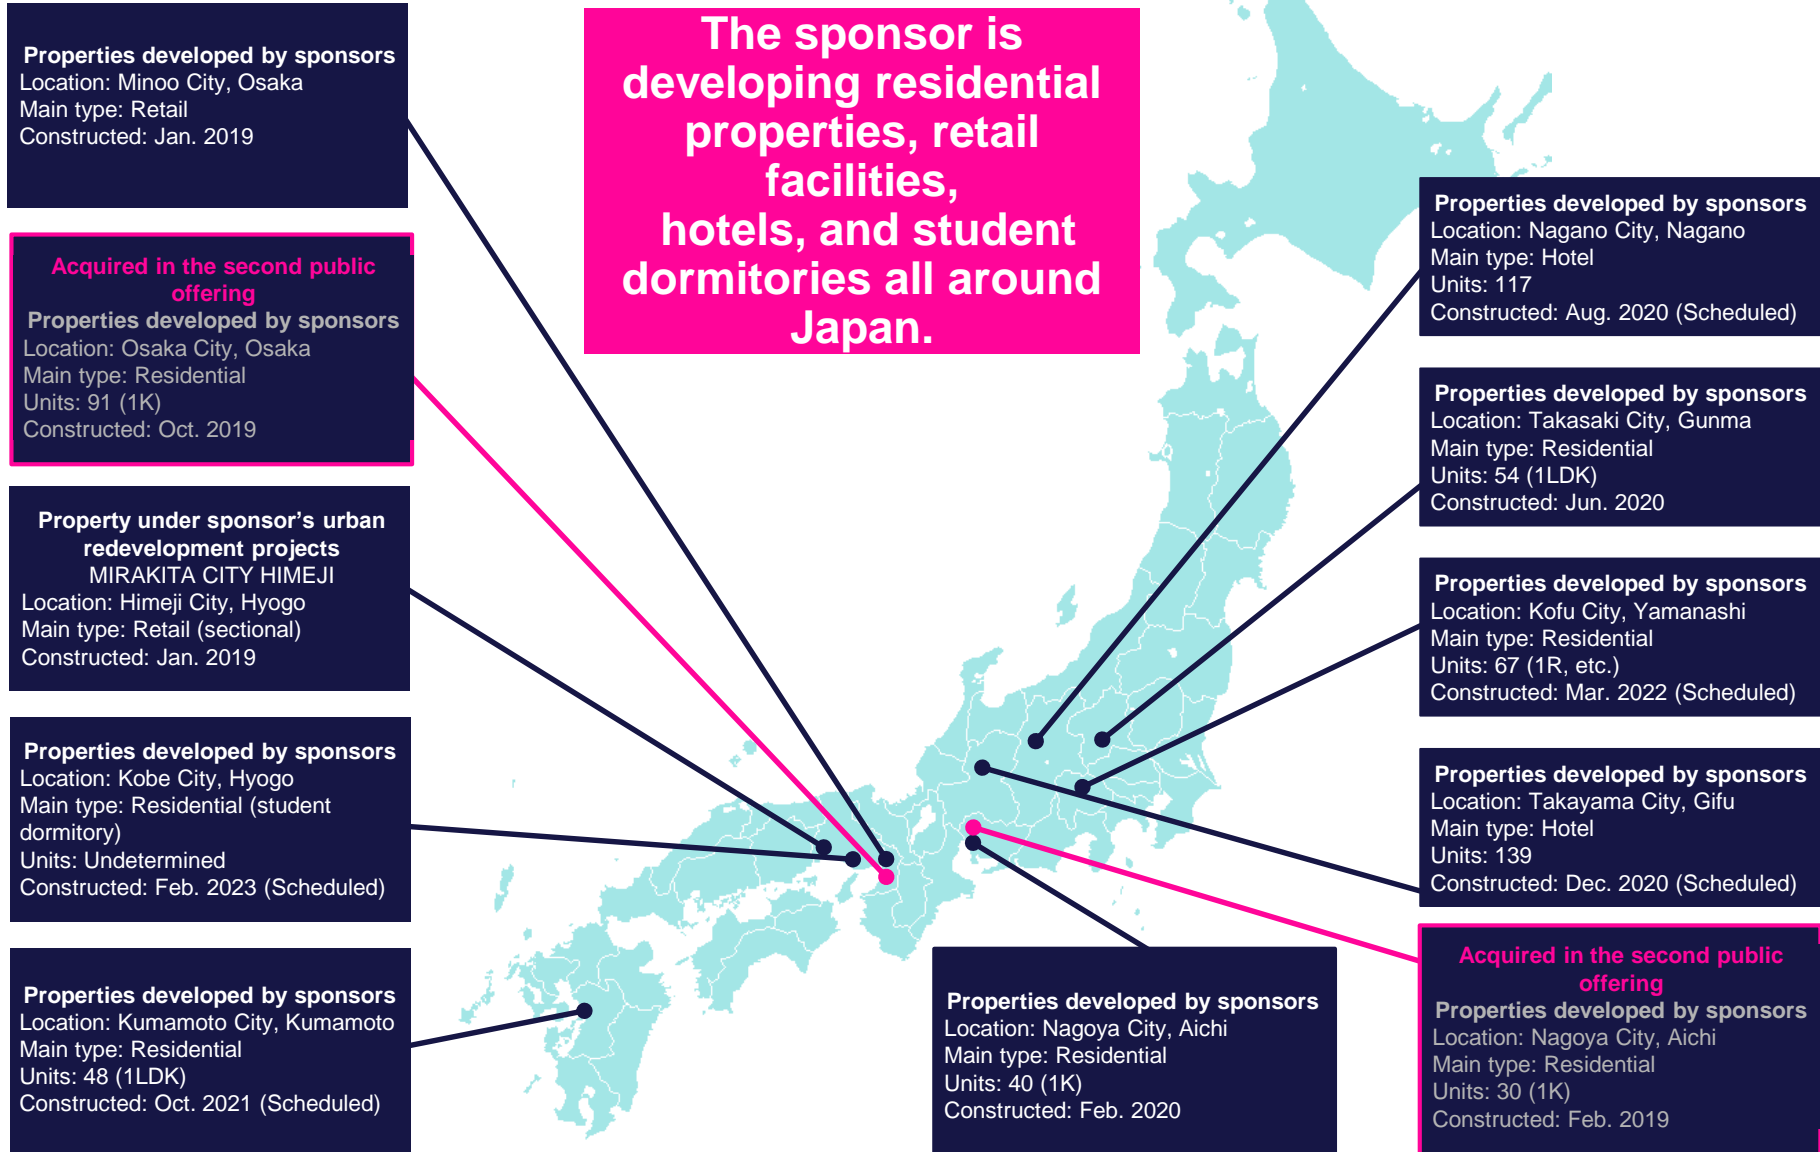 The sponsor is
developing residential
properties, retail
facilities,
hotels, and student
dormitories all around
Japan.
Properties developed by sponsors
Location: Minoo City, Osaka
Main type: Retail
Constructed: Jan. 2019
Acquired in the second public
offering
Properties developed by sponsors
Location: Osaka City, Osaka
Main type: Residential
Units: 91 (1K)
Constructed: Oct. 2019
Property under sponsor’s urban
redevelopment projects
MIRAKITA CITY HIMEJI
Location: Himeji City, Hyogo
Main type: Retail (sectional)
Constructed: Jan. 2019
Properties developed by sponsors
Location: Kobe City, Hyogo
Main type: Residential (student
dormitory)
Units: Undetermined
Constructed: Feb. 2023 (Scheduled)
Properties developed by sponsors
Location: Kumamoto City, Kumamoto
Main type: Residential
Units: 48 (1LDK)
Constructed: Oct. 2021 (Scheduled)
Properties developed by sponsors
Location: Nagoya City, Aichi
Main type: Residential
Units: 40 (1K)
Constructed: Feb. 2020
Properties developed by sponsors
Location: Nagano City, Nagano
Main type: Hotel
Units: 117
Constructed: Aug. 2020 (Scheduled)
Properties developed by sponsors
Location: Takasaki City, Gunma
Main type: Residential
Units: 54 (1LDK)
Constructed: Jun. 2020
Properties developed by sponsors
Location: Kofu City, Yamanashi
Main type: Residential
Units: 67 (1R, etc.)
Constructed: Mar. 2022 (Scheduled)
Properties developed by sponsors
Location: Takayama City, Gifu
Main type: Hotel
Units: 139
Constructed: Dec. 2020 (Scheduled)
Acquired in the second public
offering
Properties developed by sponsors
Location: Nagoya City, Aichi
Main type: Residential
Units: 30 (1K)
Constructed: Feb. 2019